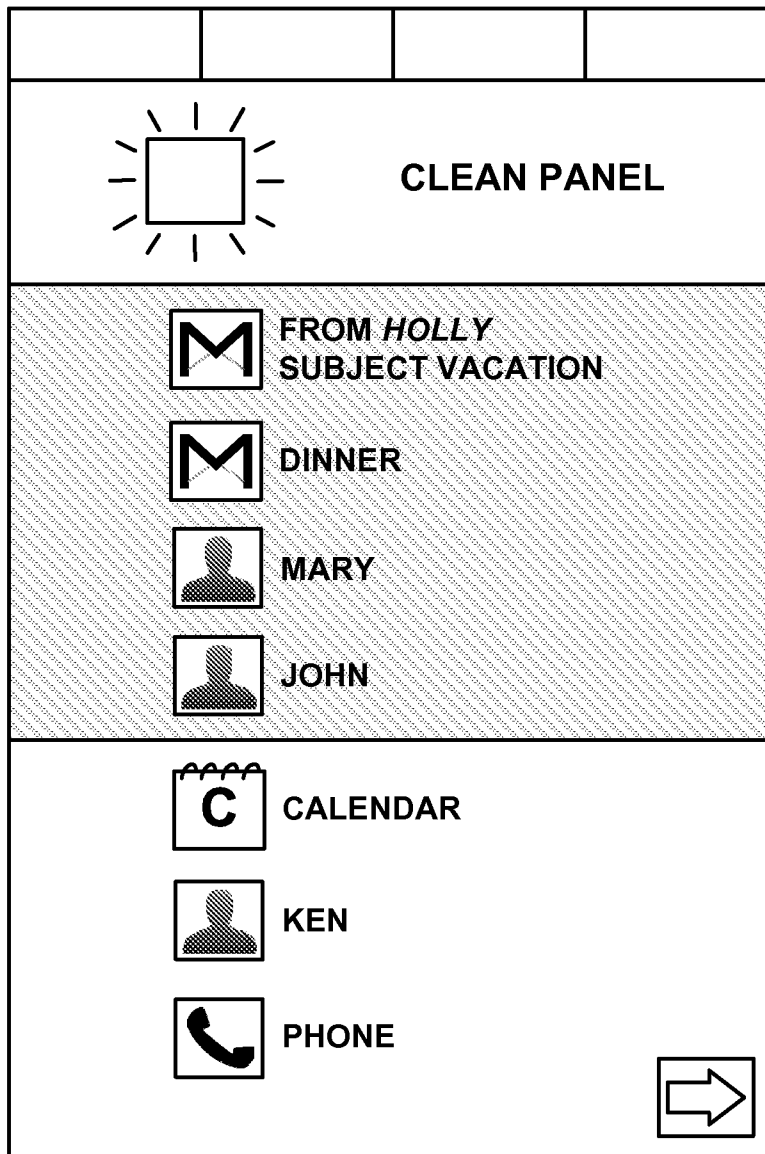 CLEAN PANEL
FROM HOLLY
SUBJECT VACATION
DINNER
MARY
JOHN
C
CALENDAR
KEN
PHONE